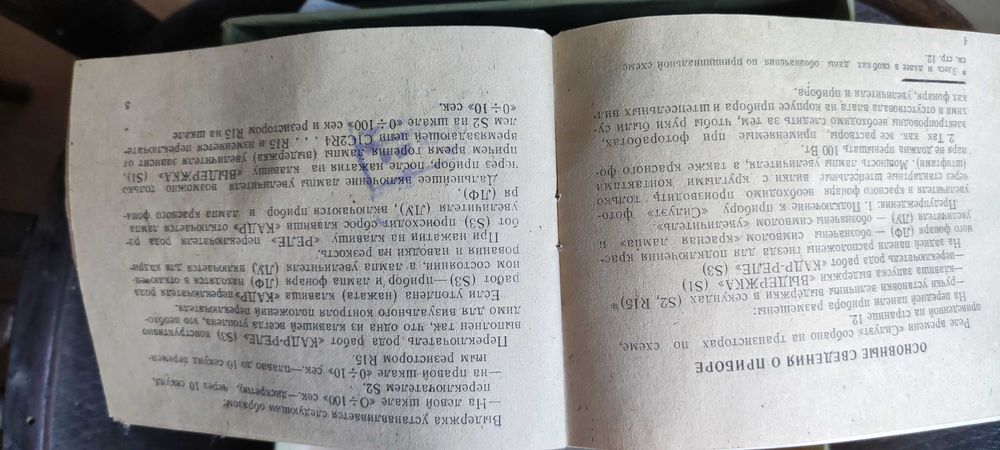 ОСНОВНЫЕ СВЕДЕНИЯ О ПРИБОРЕ
Реле времени «Силуэт» собрано на транзисторах по схеме,
приведенной на странице 12.
На передней панели прибора размещены:
—ручки установки величины выдержки в секундах (S2, R15)*
—клавиша запуска выдержки «ВЫДЕРЖКА» (S1)
—переключатель рода работ «КАДР-РЕЛЕ» (S3)
На задней панели расположены гнезда для подключения крас-
ного фонаря (ЛФ) — обозначены символом «красная лампа» и
увеличителя (ЛУ) — обозначены символом «увеличитель».
Предупреждения: 1. Подключение к прибору «Силуэт» фото-
увеличителя и красного фонаря необходимо производить только
через стандартные штепсельные вилки с круглыми контактами
(штифтами). Мощность лампы увеличителя, а также красного фо-
наря не должна превышать 100 Вт.
2. Так как все растворы, применяемые при фотоработах,
электропроводны необходимо следить за тем, чтобы руки были су-
хими и отсутствовала влага на корпусе прибора и штепсельных вил-
ках фонаря, увеличителя и прибора.
* Здесь и далее в скобках даны обозначения по принципиальной схеме
см. стр. 12.
4
Выдержка устанавливается следующим образом:
—На левой шкале «0÷100» сек.—дискретно, через 10 секунд,
переключателем S2.
—на правой шкале «0÷10» сек.—плавно до 10 секунд перемен-
ным резистором R15.
Переключатель рода работ «КАДР-РЕЛЕ» (S3) конструктивно
выполнен так, что одна из клавишей всегда утоплена, это необхо-
димо для визуального контроля положений переключателя.
Если утоплена (нажата) клавиша «КАДР» переключателя рода
работ (S3) —прибор и лампа фонаря (ЛФ) находятся в отключен-
ном состоянии, а лампа увеличителя (ЛУ) включается для кадри-
рования и наводки на резкость.
При нажатии на клавишу «РЕЛЕ» переключателя рода ра-
бот (S3) происходит сброс клавиши «КАДР» отключается лампа
увеличителя (ЛУ), включаются прибор и лампа красного фона-
ря (ЛФ).
Дальнейшее включение лампы увеличителя возможно только
через прибор, после нажатия на клавишу «ВЫДЕРЖКА» (S1),
причем время горения лампы (выдержка) увеличителя зависит от
времязадающей цепи C1C2R4 . . . R15 и изменяется переключате-
лем S2 на шкале «0÷100» сек и резистором R15 на шкале
«0÷10» сек.
5